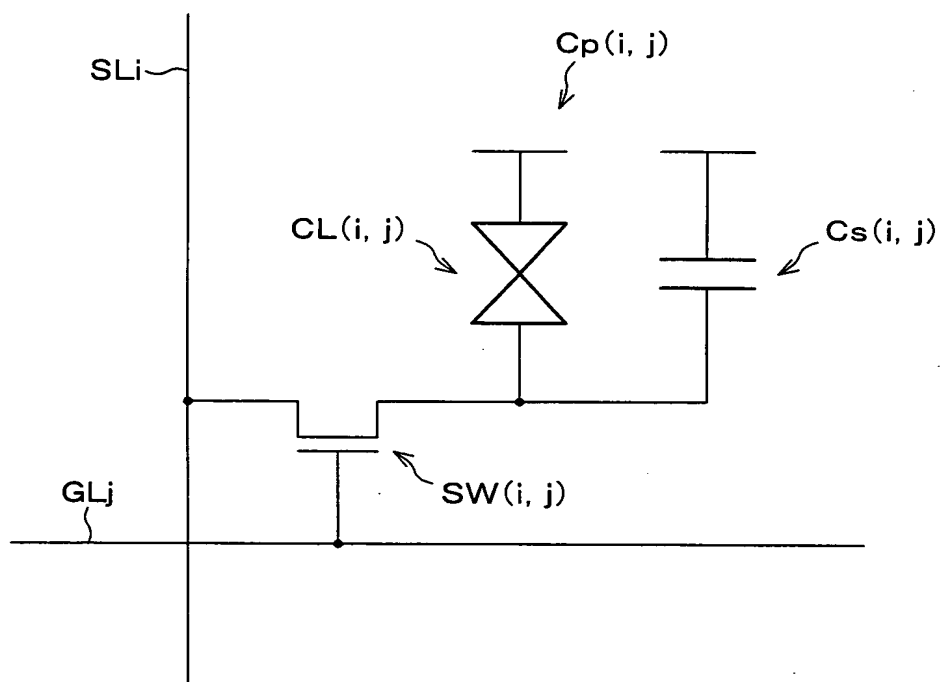 Cp(i, j)
SLi
CL(i, j)
Cs(i, j)
SW(i, j)
GLj